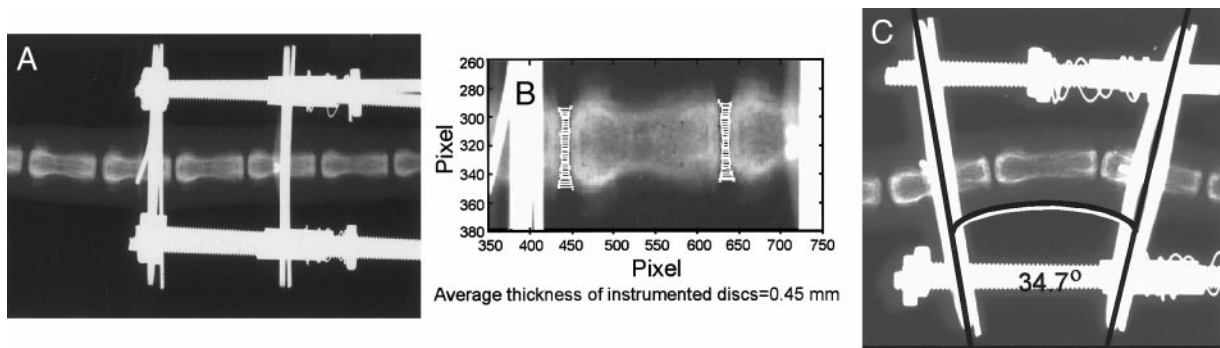 A
B
260
280
300
320
340
360
380
Pixel
350 400 450 500 550 600 650 700 750
Pixel
Average thickness of instrumented discs=0.45 mm
C
34.7°